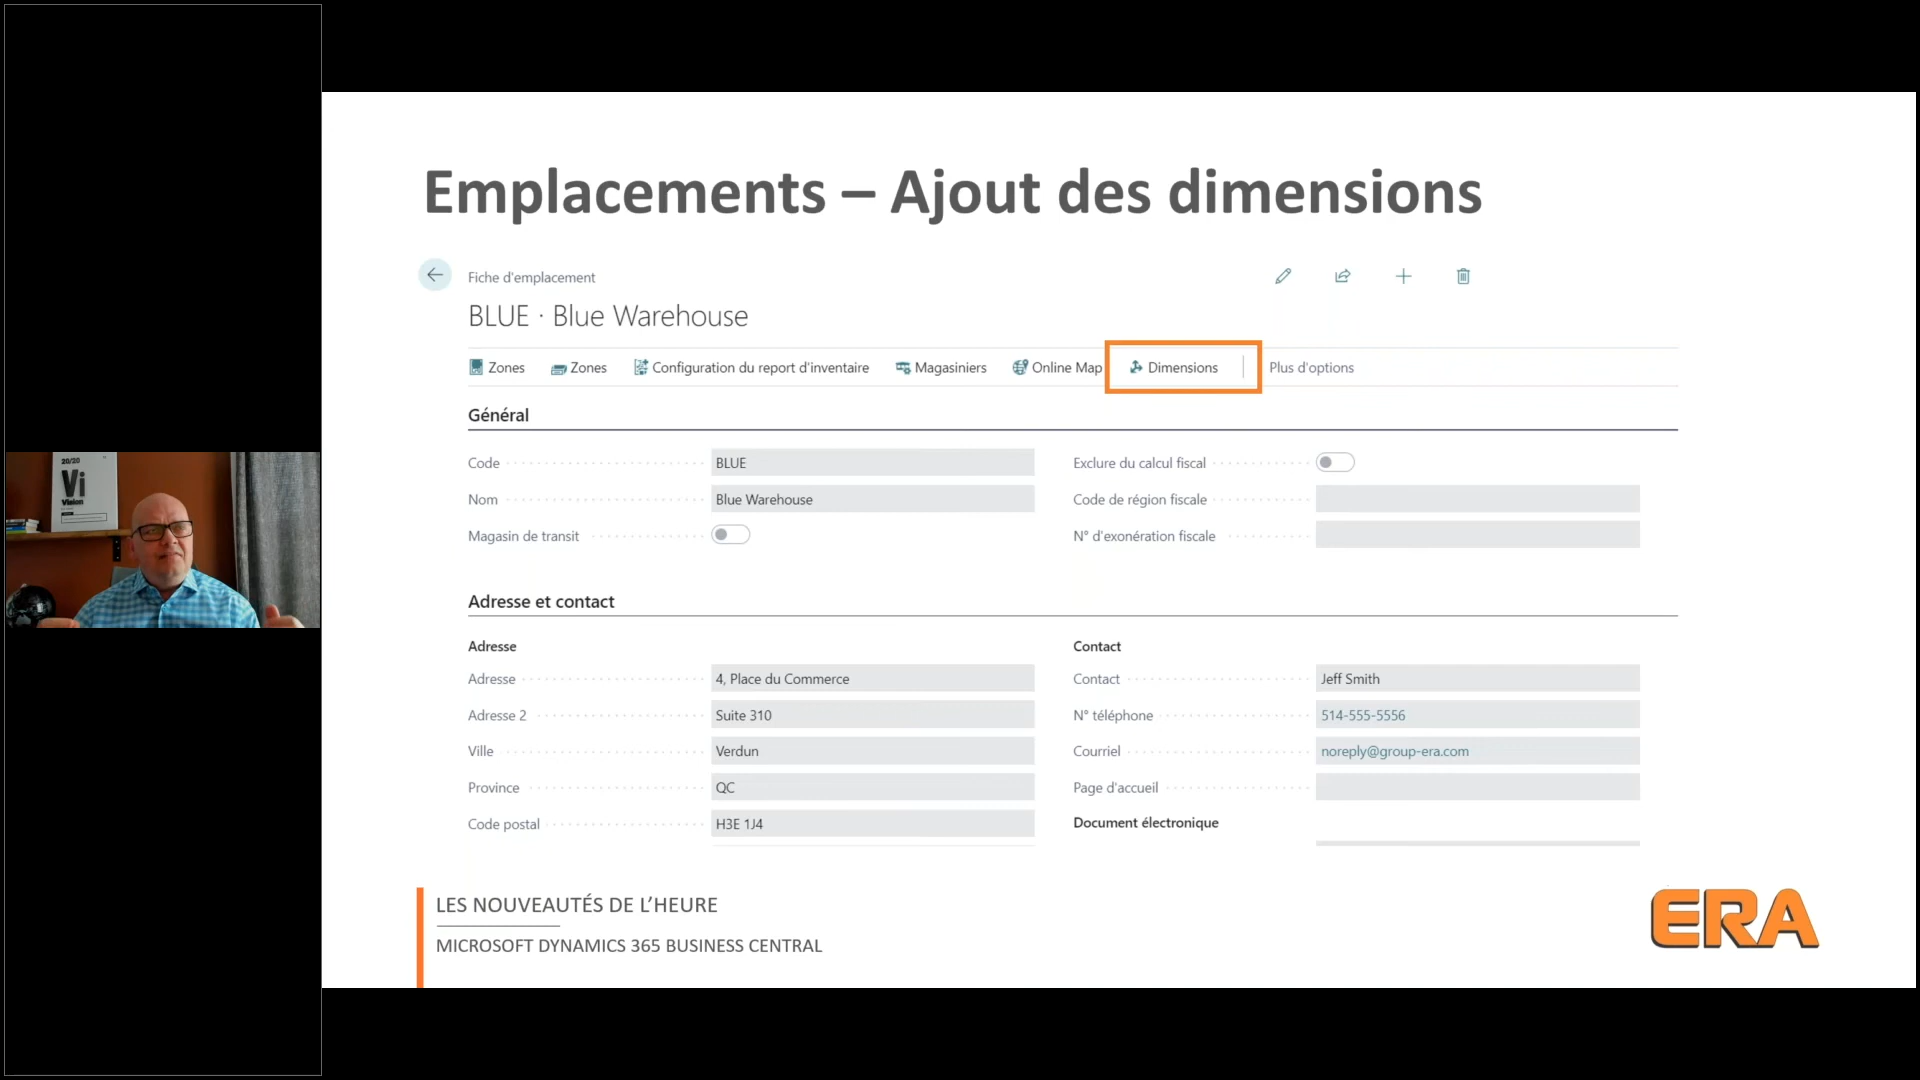 20/20
Vi
Vision
Emplacements – Ajout des dimensions
Fiche d'emplacement
BLUE · Blue Warehouse
Zones Zones Configuration du report d'inventaire Magasiniers Online Map Dimensions Plus d'options
Général
Code BLUE Exclure du calcul fiscal
Nom Blue Warehouse Code de région fiscale
Magasin de transit N° d'exonération fiscale
Adresse et contact
Adresse Contact
Adresse 4, Place du Commerce Contact Jeff Smith
Adresse 2 Suite 310 N° téléphone 514-555-5556
Ville Verdun Courriel noreply@group-era.com
Province QC Page d'accueil
Code postal H3E 1J4 Document électronique
LES NOUVEAUTÉS DE L’HEURE
MICROSOFT DYNAMICS 365 BUSINESS CENTRAL
ERA